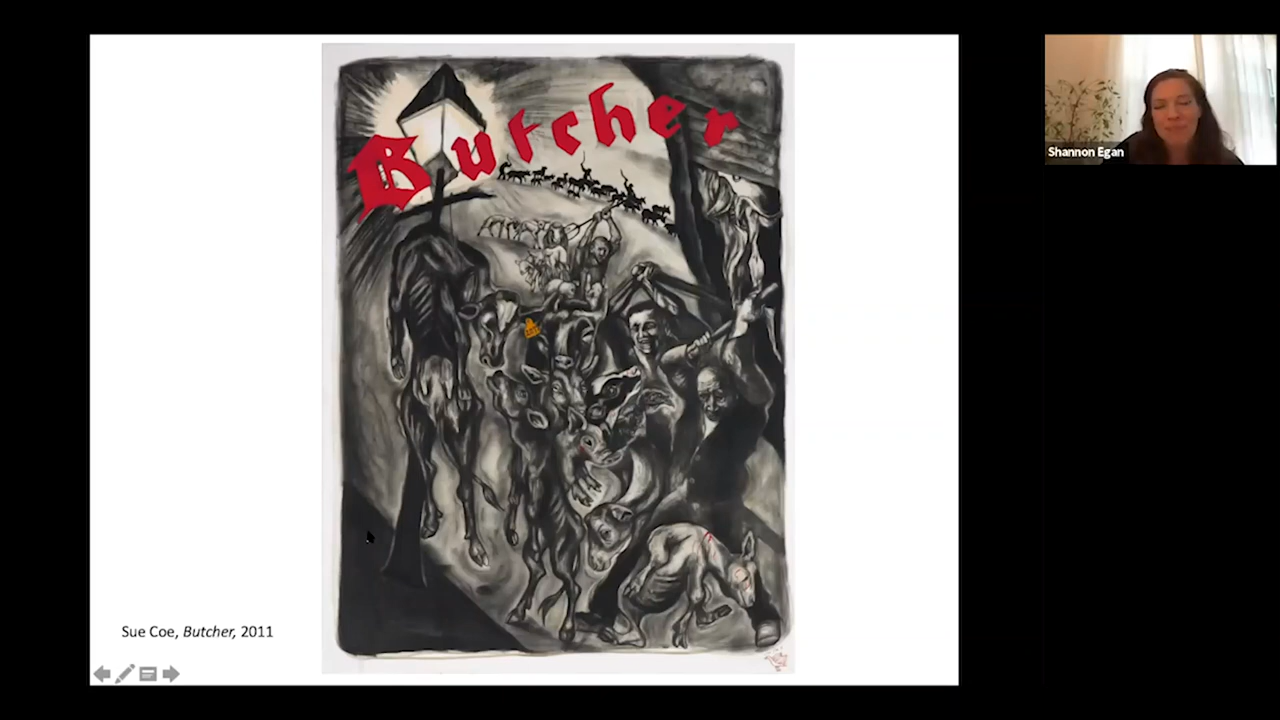 Butcher
Shannon Egan
Sue Coe, Butcher, 2011